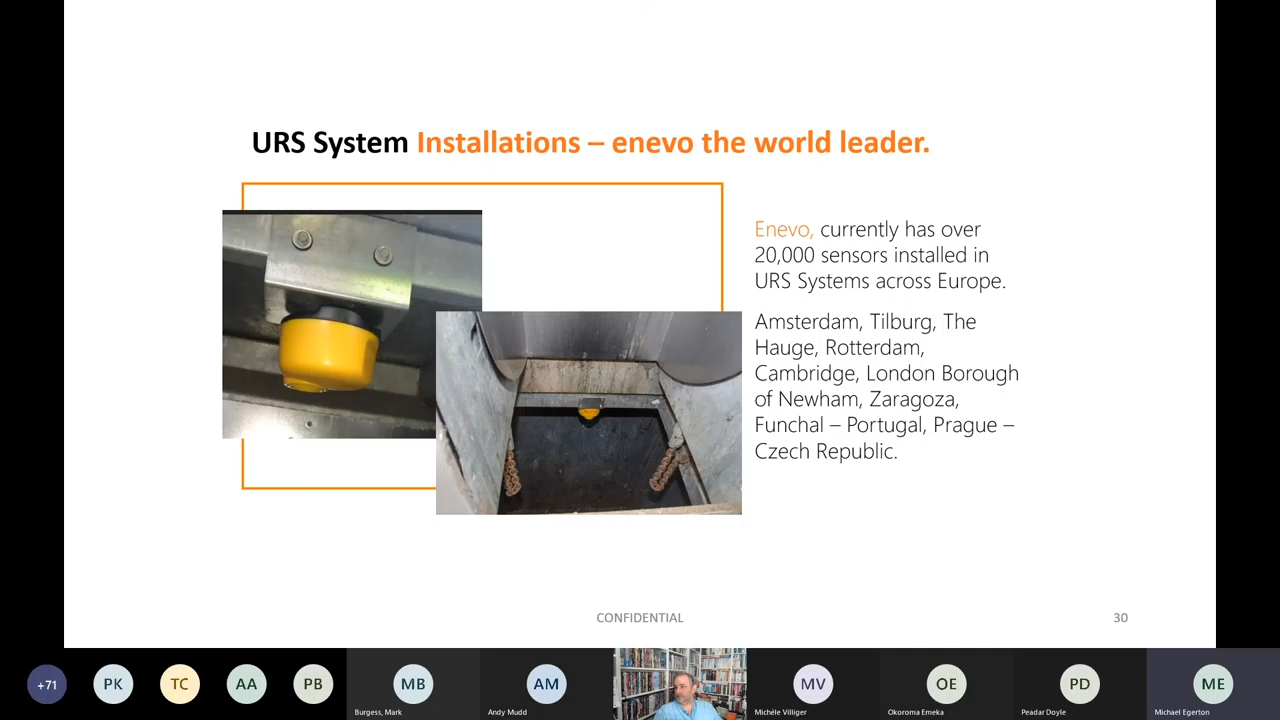 URS System Installations – enevo the world leader.
Enevo, currently has over
20,000 sensors installed in
URS Systems across Europe.
Amsterdam, Tilburg, The
Hauge, Rotterdam,
Cambridge, London Borough
of Newham, Zaragoza,
Funchal – Portugal, Prague –
Czech Republic.
CONFIDENTIAL
30
+71
PK
TC
AA
PB
MB
Burgess, Mark
AM
Andy Mudd
MV
Michèle Villiger
OE
Okoroma Emeka
PD
Peadar Doyle
ME
Michael Egerton